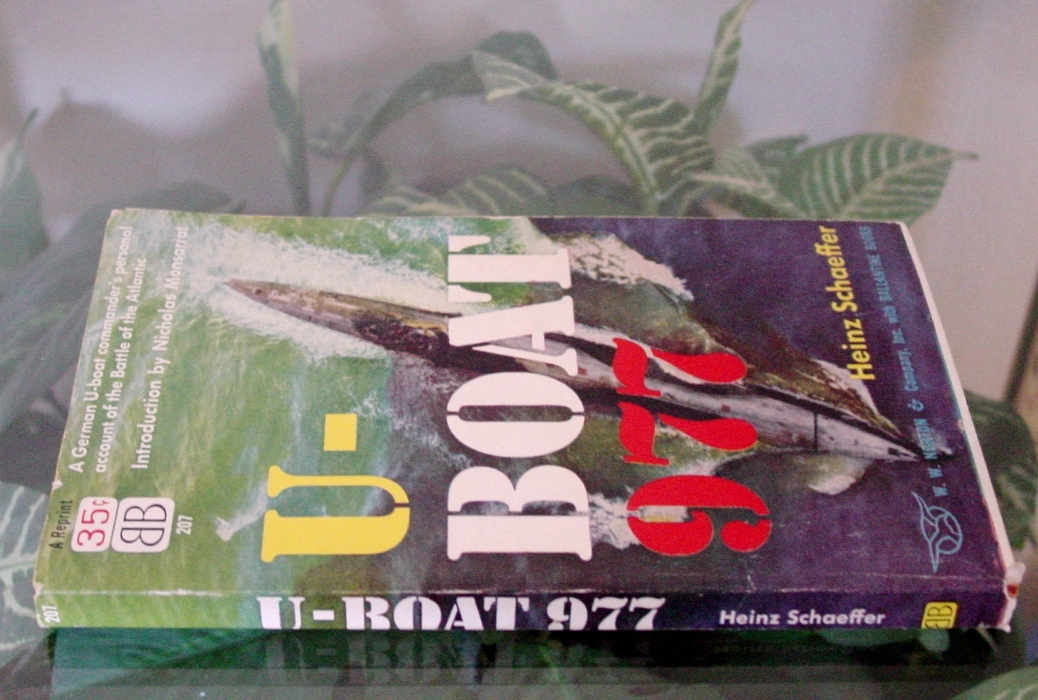 A German U-boat commander's personal
account of the Battle of the Atlantic
Introduction by Nicholas Monsarrat
A Reprint
35¢
BB
207
U-
BOAT
977
Heinz Schaeffer
W. W. NORTON & Company, Inc. with BALLANTINE BOOKS
207
U-BOAT 977
Heinz Schaeffer
BB